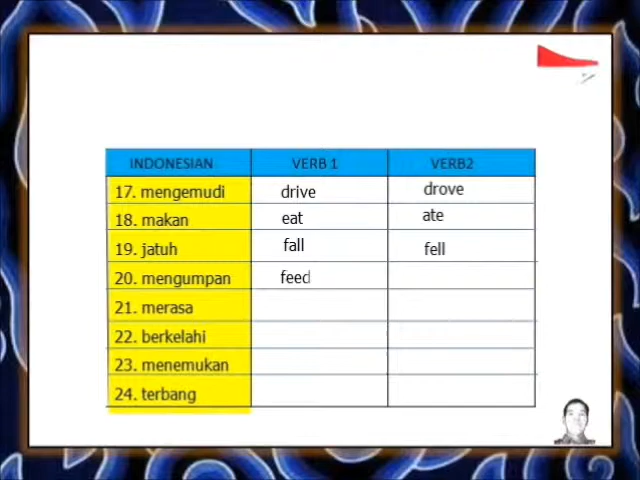 INDONESIAN VERB 1 VERB2
17. mengemudi drive drove
18. makan eat ate
19. jatuh fall fell
20. mengumpan feed
21. merasa
22. berkelahi
23. menemukan
24. terbang